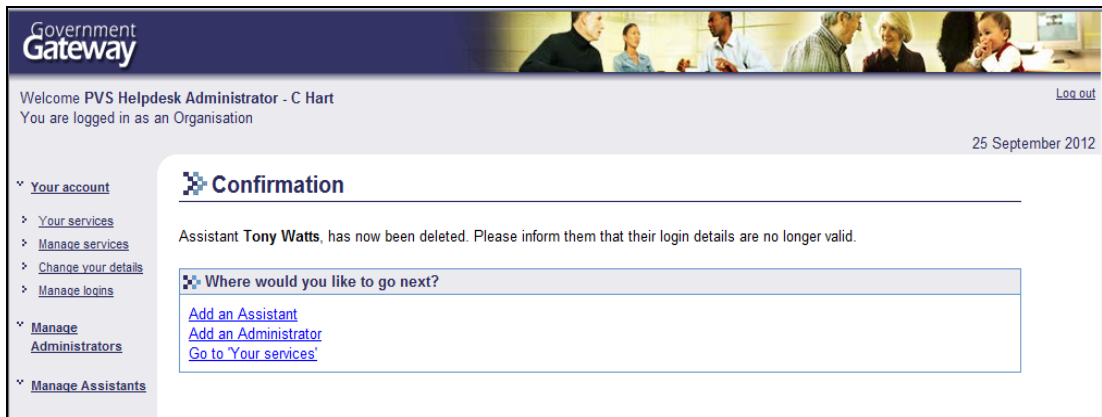 Government
Gateway
Welcome PVS Helpdesk Administrator - C Hart
Log out
You are logged in as an Organisation
25 September 2012
Your account
Your services
Manage services
Change your details
Manage logins
Manage
Administrators
Manage Assistants
Confirmation
Assistant Tony Watts, has now been deleted. Please inform them that their login details are no longer valid.
Where would you like to go next?
Add an Assistant
Add an Administrator
Go to 'Your services'